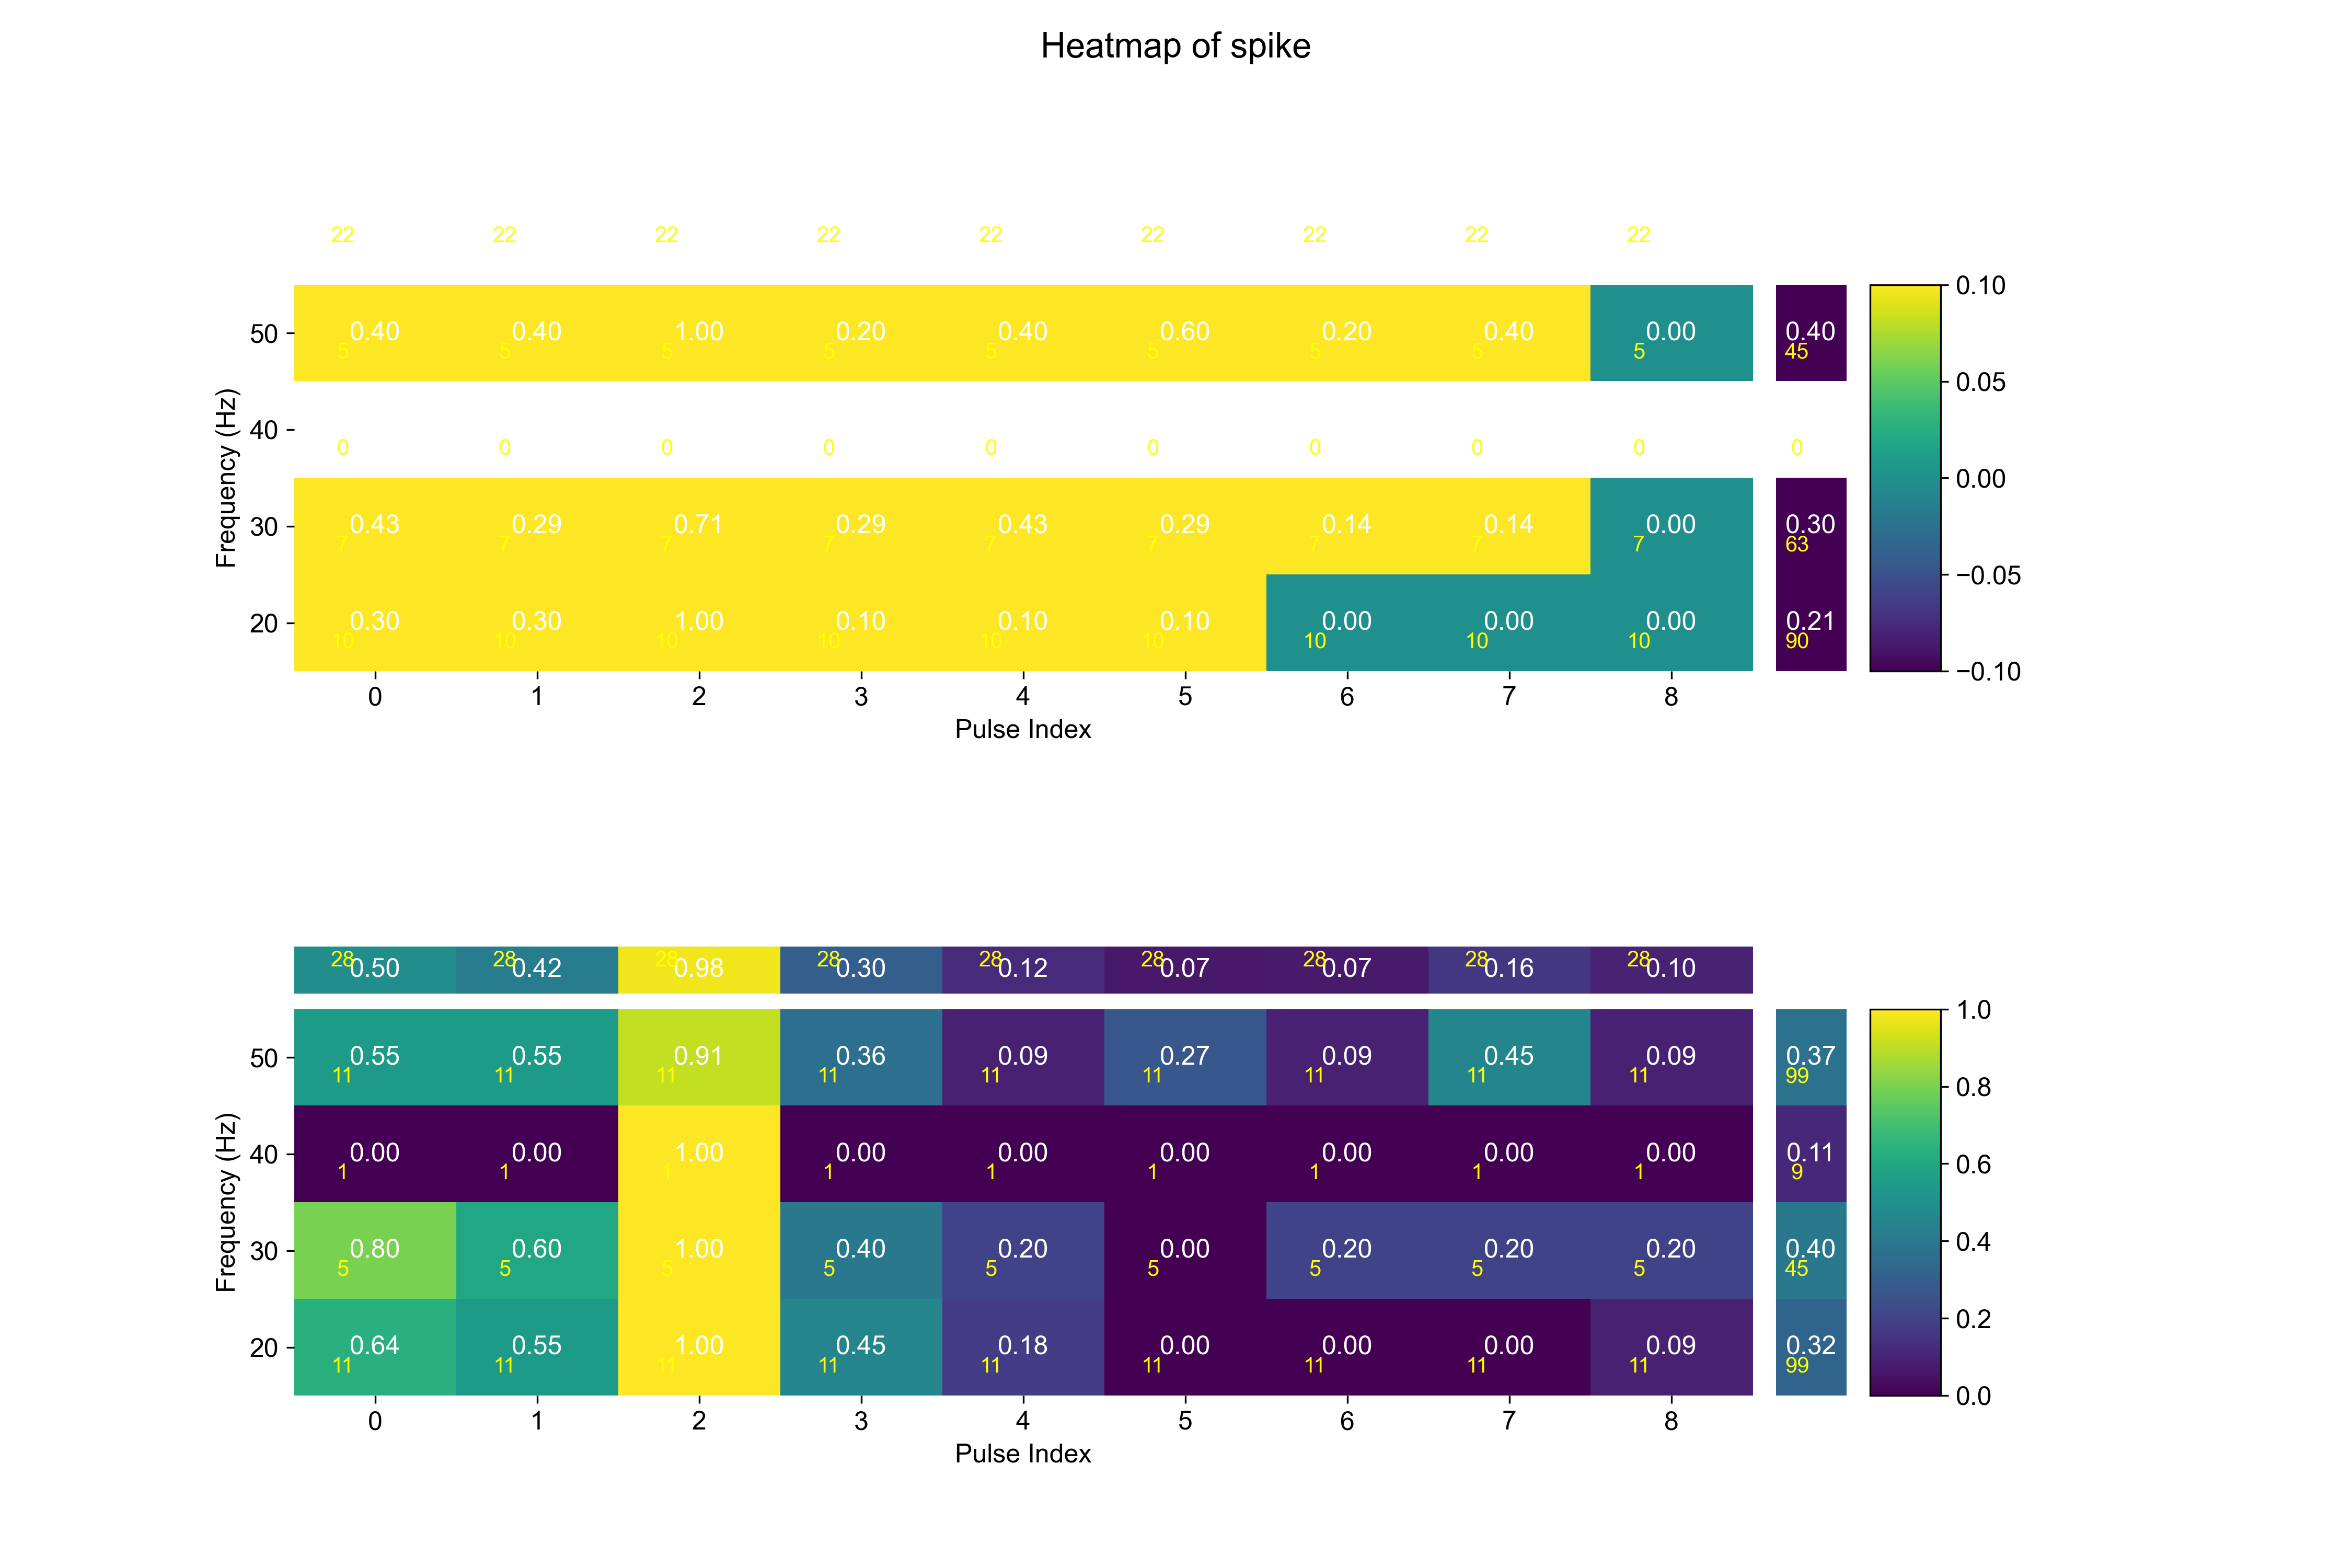 Heatmap of spike
22 22 22 22 22 22 22 22 22
50 0.40 0.40 1.00 0.20 0.40 0.60 0.20 0.40 0.00 0.40
5 5 5 5 5 5 5 5 5 45
40
0 0 0 0 0 0 0 0 0 0
30 0.43 0.29 0.71 0.29 0.43 0.29 0.14 0.14 0.00 0.30
7 7 7 7 7 7 7 7 7 63
20 0.30 0.30 1.00 0.10 0.10 0.10 0.00 0.00 0.00 0.21
10 10 10 10 10 10 10 10 10 90
0 1 2 3 4 5 6 7 8
Pulse Index
Frequency (Hz)
0.10
0.05
0.00
−0.05
−0.10
28 28 28 28 28 28 28 28 28
0.50 0.42 0.98 0.30 0.12 0.07 0.07 0.16 0.10
50 0.55 0.55 0.91 0.36 0.09 0.27 0.09 0.45 0.09 0.37
11 11 11 11 11 11 11 11 11 99
40 0.00 0.00 1.00 0.00 0.00 0.00 0.00 0.00 0.00 0.11
1 1 1 1 1 1 1 1 1 9
30 0.80 0.60 1.00 0.40 0.20 0.00 0.20 0.20 0.20 0.40
5 5 5 5 5 5 5 5 5 45
20 0.64 0.55 1.00 0.45 0.18 0.00 0.00 0.00 0.09 0.32
11 11 11 11 11 11 11 11 11 99
0 1 2 3 4 5 6 7 8
Pulse Index
Frequency (Hz)
1.0
0.8
0.6
0.4
0.2
0.0